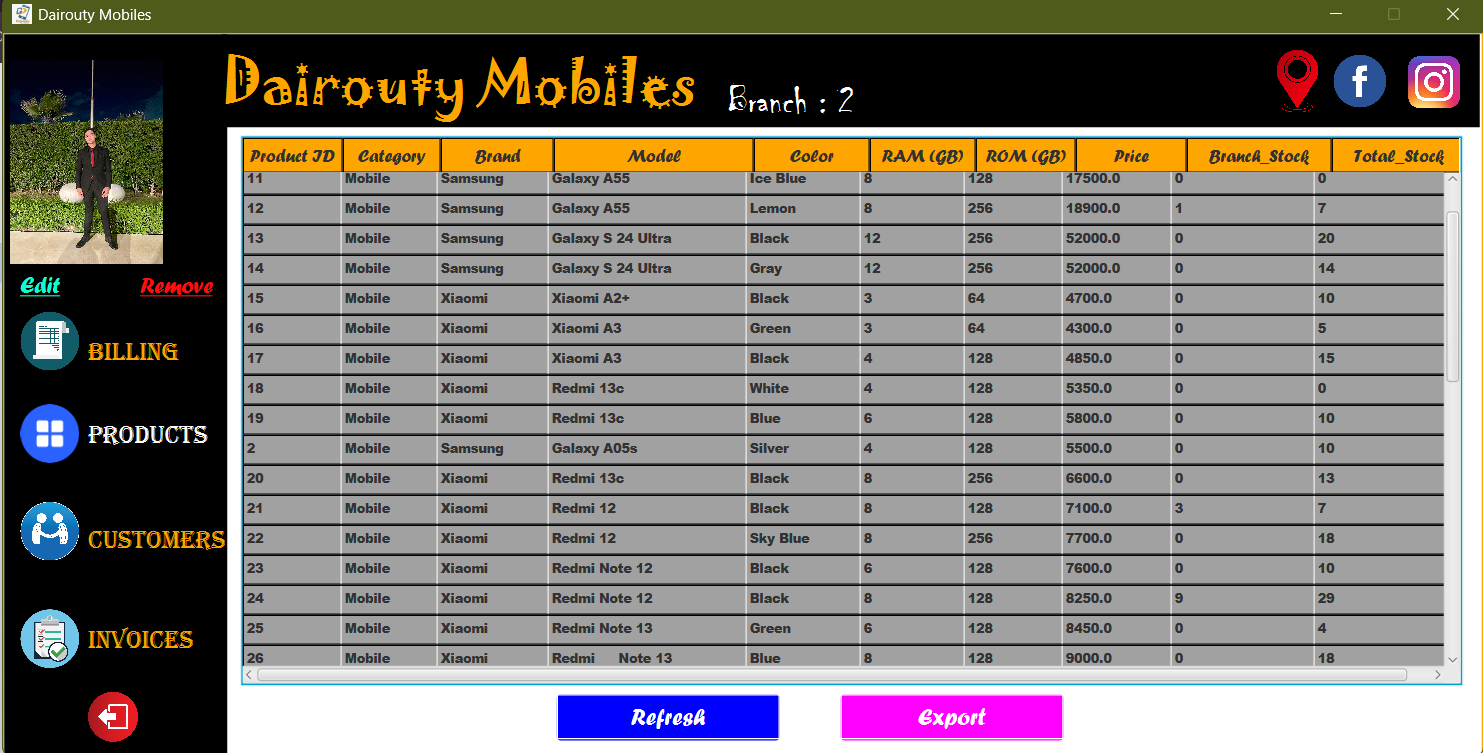 Dairouty Mobiles
Dairouty Mobiles Branch : 2
Product ID Category Brand Model Color RAM (GB) ROM (GB) Price Branch_Stock Total_Stock
11 Mobile Samsung Galaxy A55 Ice Blue 8 128 17500.0 0 0
12 Mobile Samsung Galaxy A55 Lemon 8 256 18900.0 1 7
13 Mobile Samsung Galaxy S 24 Ultra Black 12 256 52000.0 0 20
14 Mobile Samsung Galaxy S 24 Ultra Gray 12 256 52000.0 0 14
15 Mobile Xiaomi Xiaomi A2+ Black 3 64 4700.0 0 10
16 Mobile Xiaomi Xiaomi A3 Green 3 64 4300.0 0 5
17 Mobile Xiaomi Xiaomi A3 Black 4 128 4850.0 0 15
18 Mobile Xiaomi Redmi 13c White 4 128 5350.0 0 0
19 Mobile Xiaomi Redmi 13c Blue 6 128 5800.0 0 10
2 Mobile Samsung Galaxy A05s Silver 4 128 5500.0 0 10
20 Mobile Xiaomi Redmi 13c Black 8 256 6600.0 0 13
21 Mobile Xiaomi Redmi 12 Black 8 128 7100.0 3 7
22 Mobile Xiaomi Redmi 12 Sky Blue 8 256 7700.0 0 18
23 Mobile Xiaomi Redmi Note 12 Black 6 128 7600.0 0 10
24 Mobile Xiaomi Redmi Note 12 Black 8 128 8250.0 9 29
25 Mobile Xiaomi Redmi Note 13 Green 6 128 8450.0 0 4
26 Mobile Xiaomi Redmi Note 13 Blue 8 128 9000.0 0 18
Edit Remove
BILLING
PRODUCTS
CUSTOMERS
INVOICES
Refresh Export